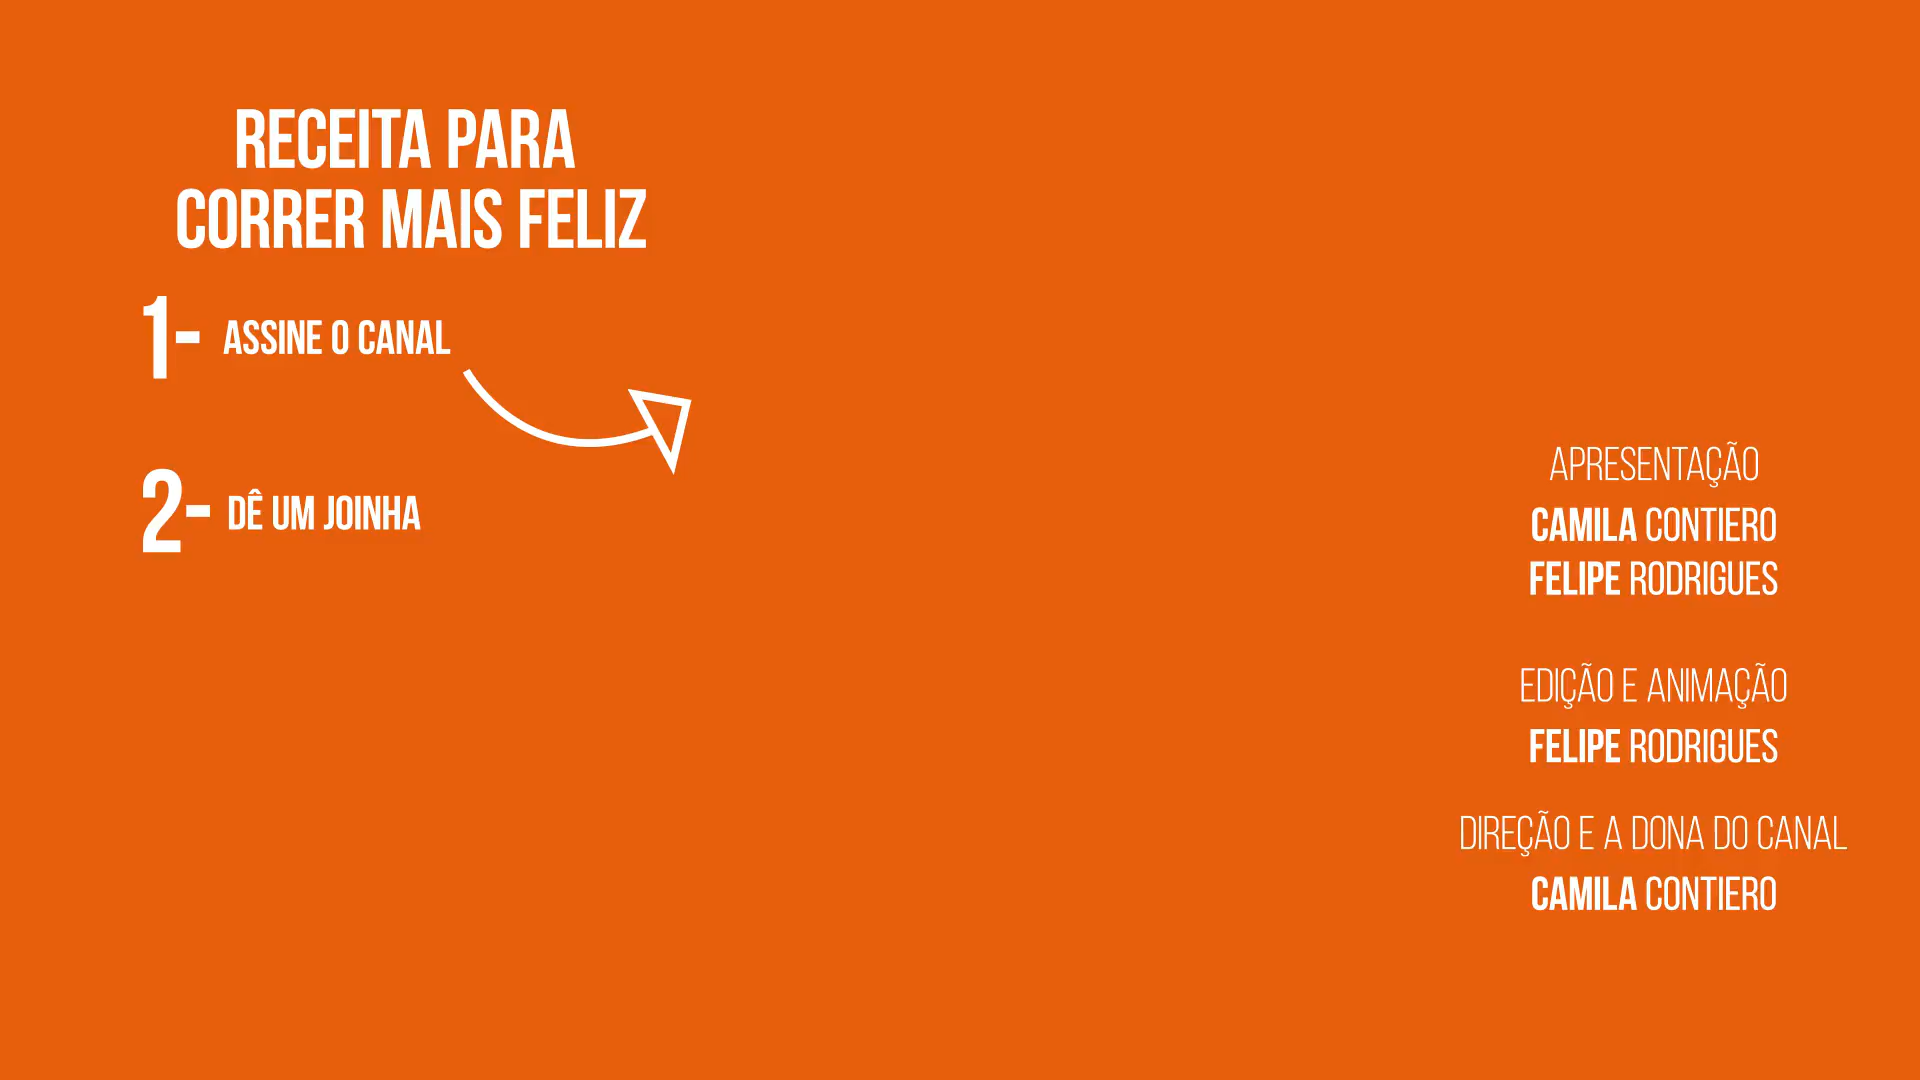 RECEITA PARA
CORRER MAIS FELIZ
1- ASSINE O CANAL
2- DÊ UM JOINHA
APRESENTAÇÃO
CAMILA CONTIERO
FELIPE RODRIGUES
EDIÇÃO E ANIMAÇÃO
FELIPE RODRIGUES
DIREÇÃO E A DONA DO CANAL
CAMILA CONTIERO